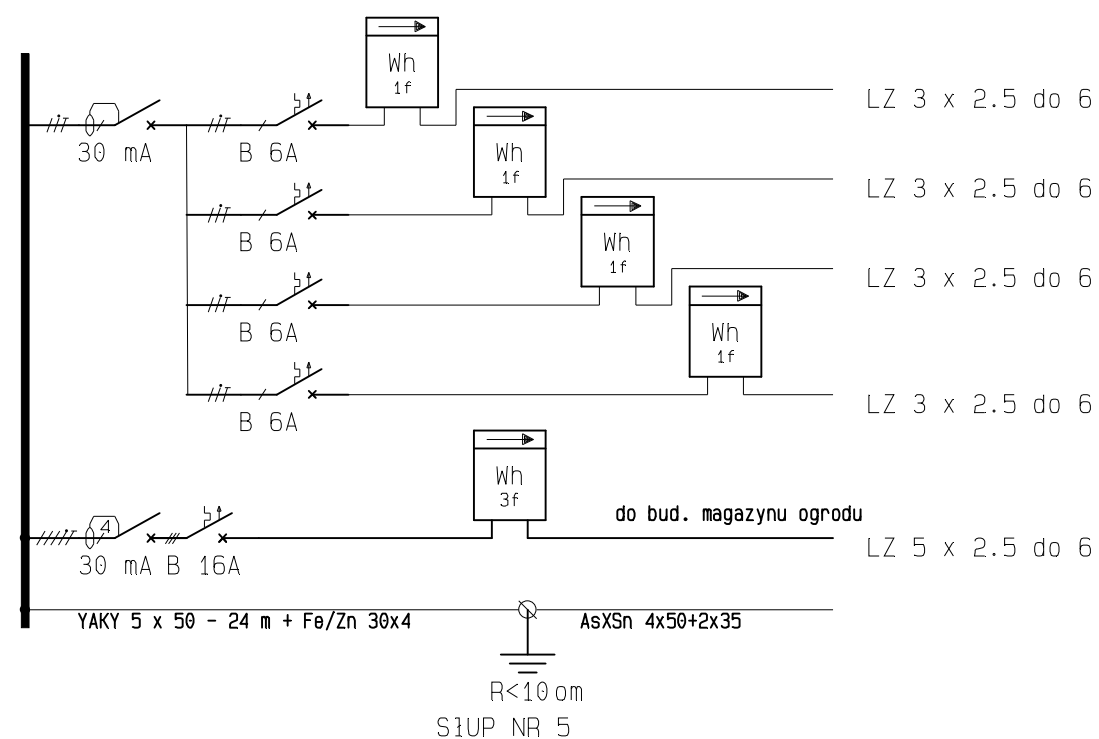 Wh
1f
LZ 3 x 2.5 do 6
30 mA
B 6A
Wh
1f
LZ 3 x 2.5 do 6
B 6A
Wh
1f
LZ 3 x 2.5 do 6
B 6A
Wh
1f
LZ 3 x 2.5 do 6
B 6A
Wh
3f
do bud. magazynu ogrodu
4
LZ 5 x 2.5 do 6
30 mA B 16A
YAKY 5 x 50 - 24 m + Fe/Zn 30x4
AsXSn 4x50+2x35
R<10 om
SłUP NR 5